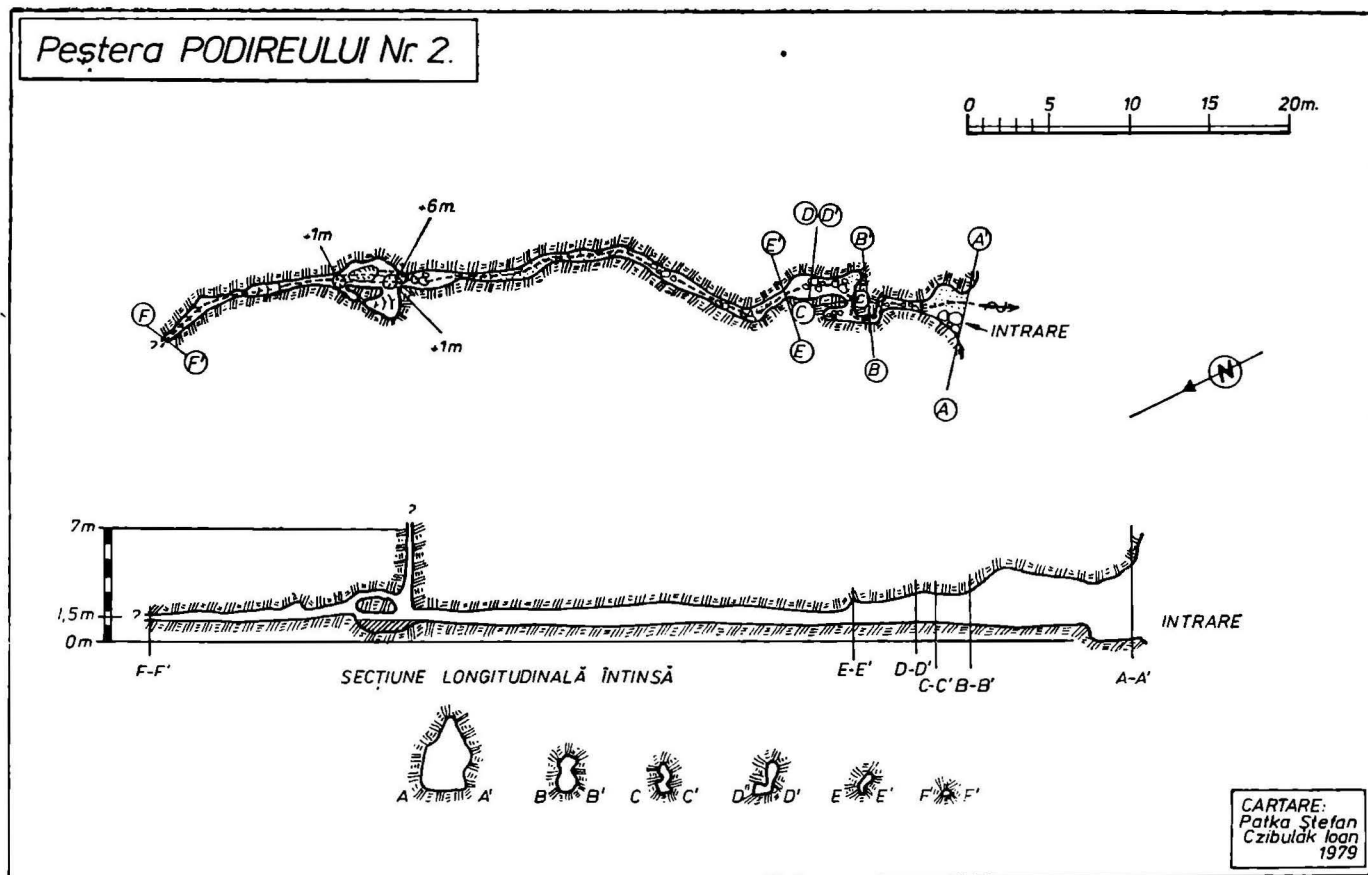 Peștera PODIREULUI Nr. 2.
0 5 10 15 20m.
+6m
+1m
D D'
E'
B'
A'
C
C'
INTRARE
F
F'
?
+1m
E
B
A
N
7m
?
1,5m
?
0m
INTRARE
F-F'
SECȚIUNE LONGITUDINALĂ ÎNTINSĂ
E-E'
D-D'
C-C' B-B'
A-A'
A A' B B' C C' D D' E E' F F'
CARTARE:
Patka Ștefan
Czibulák Ioan
1979